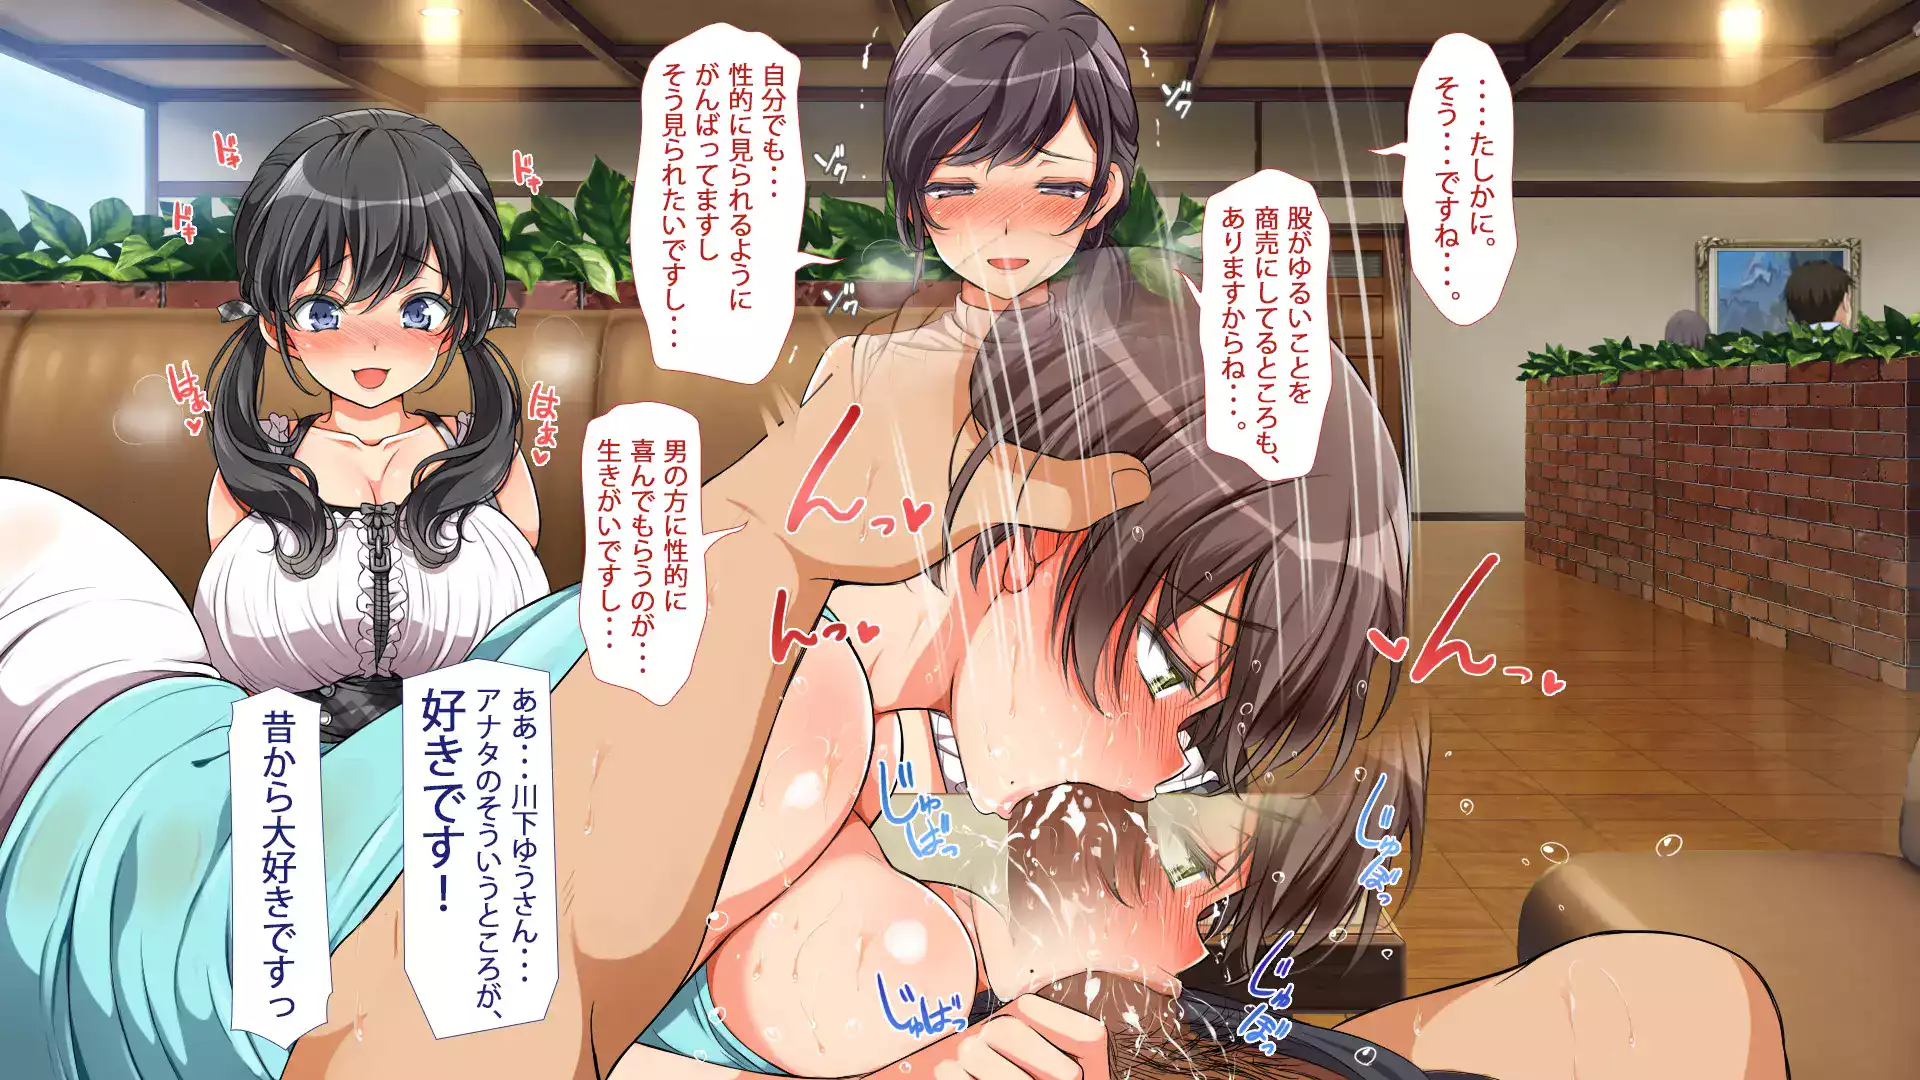 ・・・・たしかに。
そう・・・ですね・・・。
股がゆるいことを
商売にしてるところも、
ありますからね・・・。
自分でも・・・
性的に見られるように
がんばってますし
そう見られたいですし・・・
男の方に性的に
喜んでもらうのが・・・
生きがいですし・・・
ああ・・・川下ゆうさん・・・
アナタのそういうところが、
好きです！
昔から大好きですっ
ドキ
ドキ
ドキ
はぁ
はぁ
ゾク
ゾク
ゾク
んっ
んっ
んっ
じゅばっ
じゅぼっ
じゅばっ
じゅぼっ